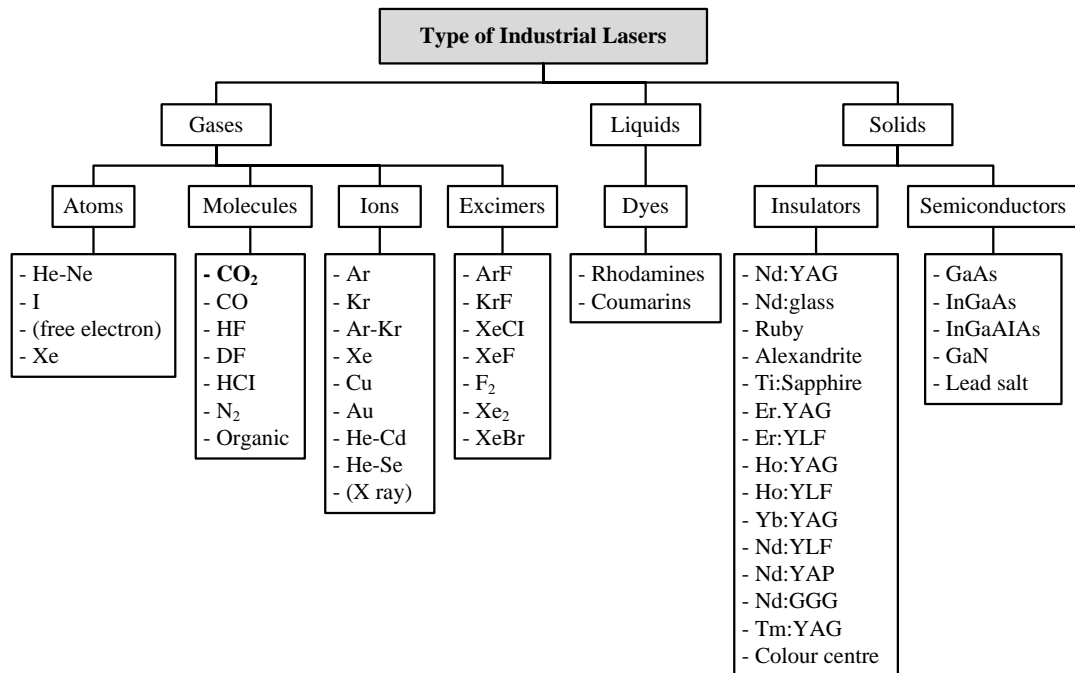 Type of Industrial Lasers
Gases
Liquids
Solids
Atoms
Molecules
Ions
Excimers
Dyes
Insulators
Semiconductors
- He-Ne
- I
- (free electron)
- Xe
- CO₂
- CO
- HF
- DF
- HCI
- N₂
- Organic
- Ar
- Kr
- Ar-Kr
- Xe
- Cu
- Au
- He-Cd
- He-Se
- (X ray)
- ArF
- KrF
- XeCI
- XeF
- F₂
- Xe₂
- XeBr
- Rhodamines
- Coumarins
- Nd:YAG
- Nd:glass
- Ruby
- Alexandrite
- Ti:Sapphire
- Er.YAG
- Er:YLF
- Ho:YAG
- Ho:YLF
- Yb:YAG
- Nd:YLF
- Nd:YAP
- Nd:GGG
- Tm:YAG
- Colour centre
- GaAs
- InGaAs
- InGaAIAs
- GaN
- Lead salt